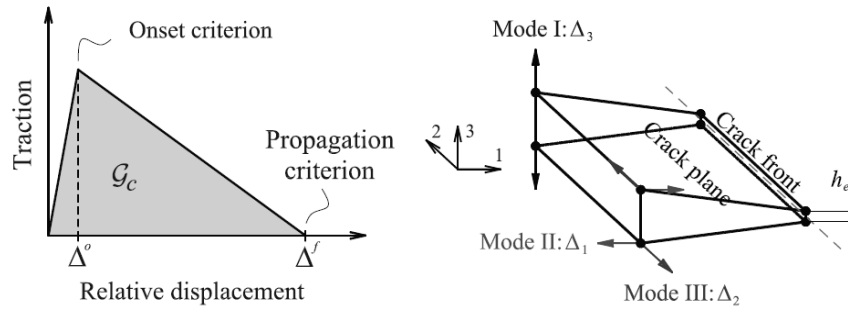 Onset criterion
Traction
Propagation
criterion
𝒢c
Δo
Δf
Relative displacement
Mode I: Δ3
2
3
1
Crack plane
Crack front
he
Mode II: Δ1
Mode III: Δ2